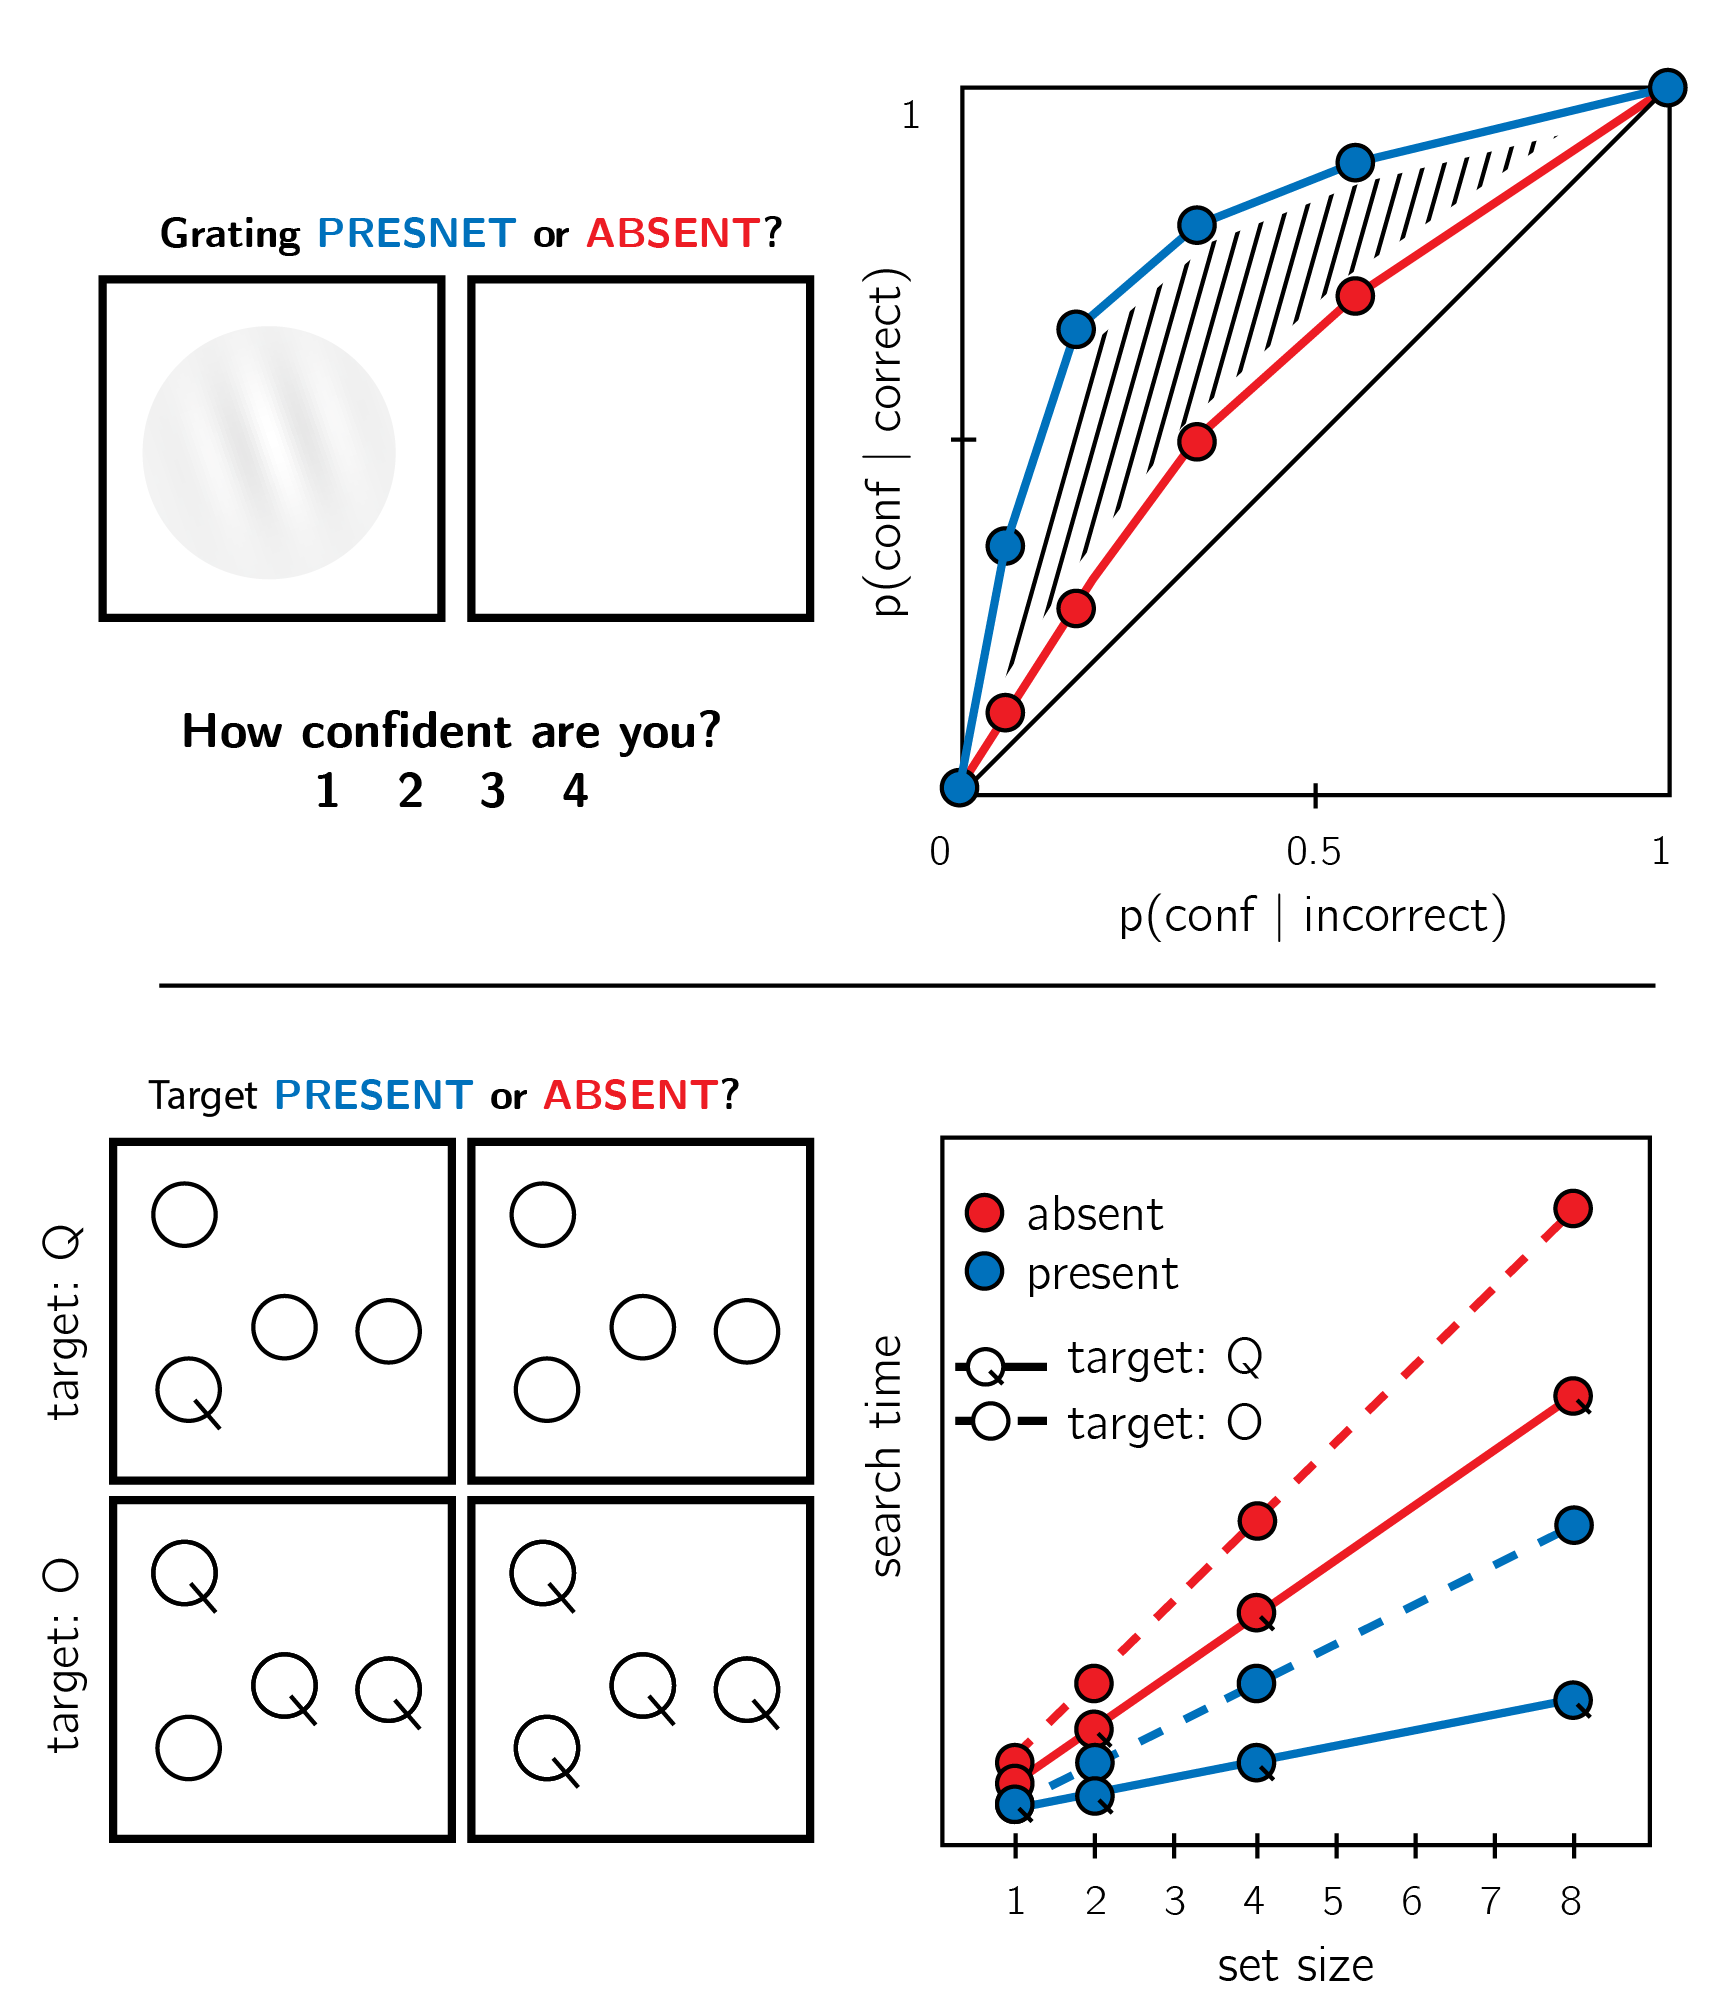 Grating PRESNET or ABSENT?
How confident are you?
1 2 3 4
1
p(conf | correct)
0 0.5 1
p(conf | incorrect)
Target PRESENT or ABSENT?
target: Q
target: O
absent
present
target: Q
target: O
search time
1 2 3 4 5 6 7 8
set size